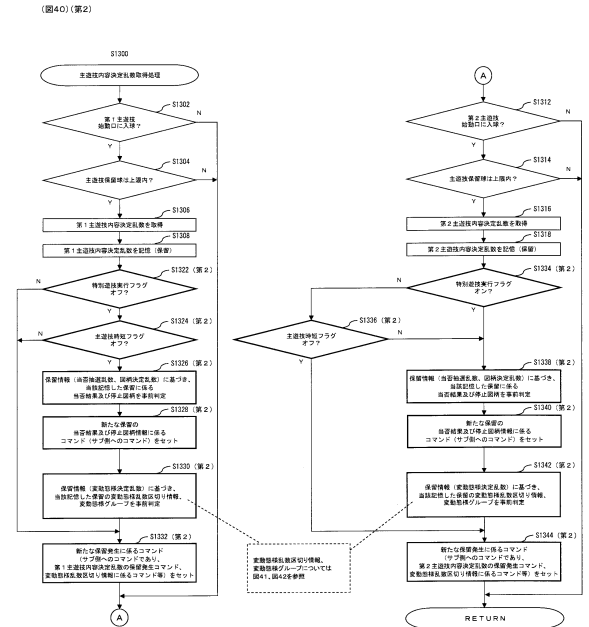 (図40)(第2)
S1300
主遊技内容決定乱数取得処理
S1302
第1主遊技
始動口に入球?
N
Y
S1304
主遊技保留球は上限内?
N
Y
S1306
第1主遊技内容決定乱数を取得
S1308
第1主遊技内容決定乱数を記憶(保留)
S1322(第2)
特別遊技実行フラグ
オフ?
N
Y
S1324(第2)
主遊技時短フラグ
オフ?
N
Y
S1326(第2)
保留情報(当否抽選乱数、図柄決定乱数)に基づき、
当該記憶した保留に係る
当否結果及び停止図柄を事前判定
S1328(第2)
新たな保留の
当否結果及び停止図柄情報に係る
コマンド(サブ側へのコマンド)をセット
S1330(第2)
保留情報(変動態様決定乱数)に基づき、
当該記憶した保留の変動態様乱数区切り情報、
変動態様グループを事前判定
S1332(第2)
新たな保留発生に係るコマンド
(サブ側へのコマンドであり、
第1主遊技内容決定乱数の保留発生コマンド、
変動態様乱数区切り情報に係るコマンド等)をセット
A
変動態様乱数区切り情報、
変動態様グループについては
図41、図42を参照
A
S1312
第2主遊技
始動口に入球?
N
Y
S1314
主遊技保留球は上限内?
N
Y
S1316
第2主遊技内容決定乱数を取得
S1318
第2主遊技内容決定乱数を記憶(保留)
S1334(第2)
特別遊技実行フラグ
オン?
N
Y
S1336(第2)
主遊技時短フラグ
オフ?
N
Y
S1338(第2)
保留情報(当否抽選乱数、図柄決定乱数)に基づき、
当該記憶した保留に係る
当否結果及び停止図柄を事前判定
S1340(第2)
新たな保留の
当否結果及び停止図柄情報に係る
コマンド(サブ側へのコマンド)をセット
S1342(第2)
保留情報(変動態様決定乱数)に基づき、
当該記憶した保留の変動態様乱数区切り情報、
変動態様グループを事前判定
S1344(第2)
新たな保留発生に係るコマンド
(サブ側へのコマンドであり、
第2主遊技内容決定乱数の保留発生コマンド、
変動態様乱数区切り情報に係るコマンド等)をセット
RETURN